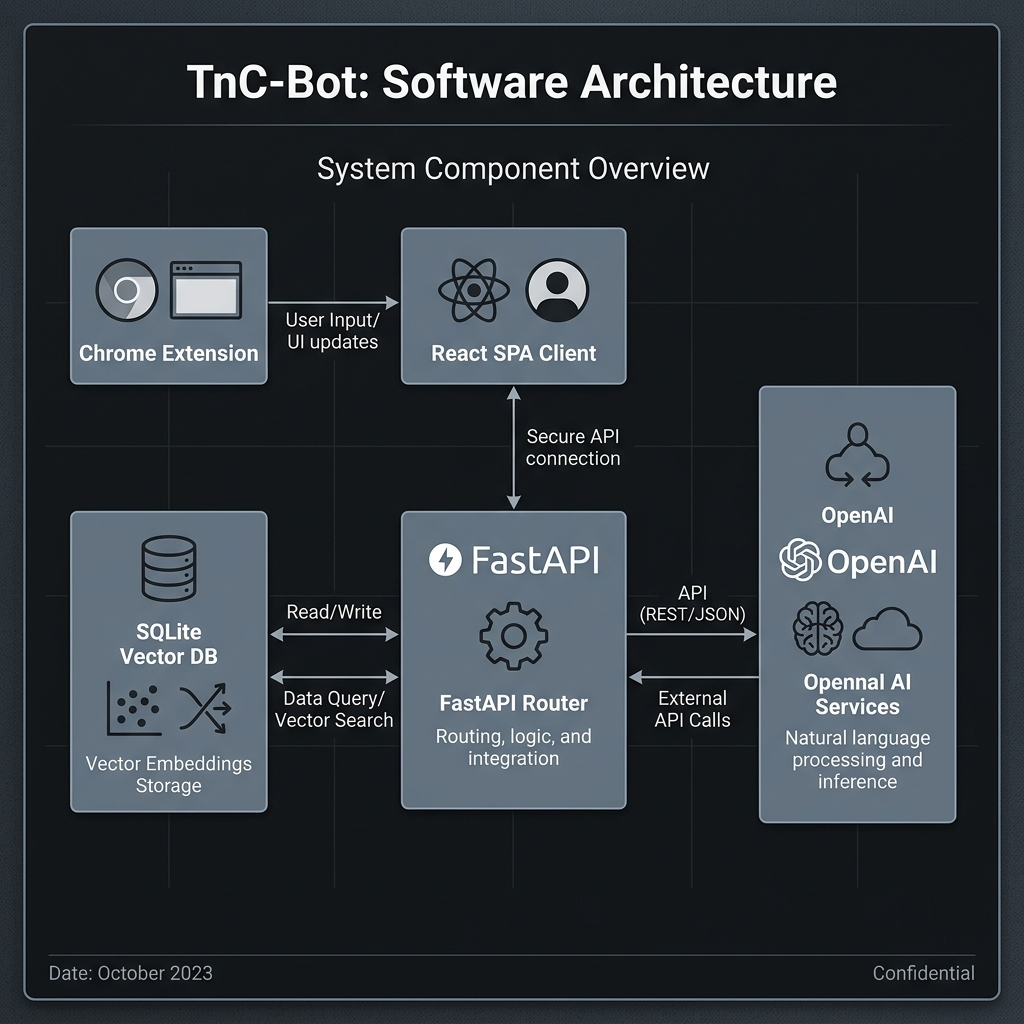 TnC-Bot: Software Architecture
System Component Overview
Chrome Extension
User Input/
UI updates
React SPA Client
Secure API
connection
SQLite
Vector DB
Vector Embeddings
Storage
Read/Write
Data Query/
Vector Search
FastAPI
FastAPI Router
Routing, logic, and
integration
API
(REST/JSON)
External
API Calls
OpenAI
OpenAI
Opennal AI
Services
Natural language
processing and
inference
Date: October 2023
Confidential